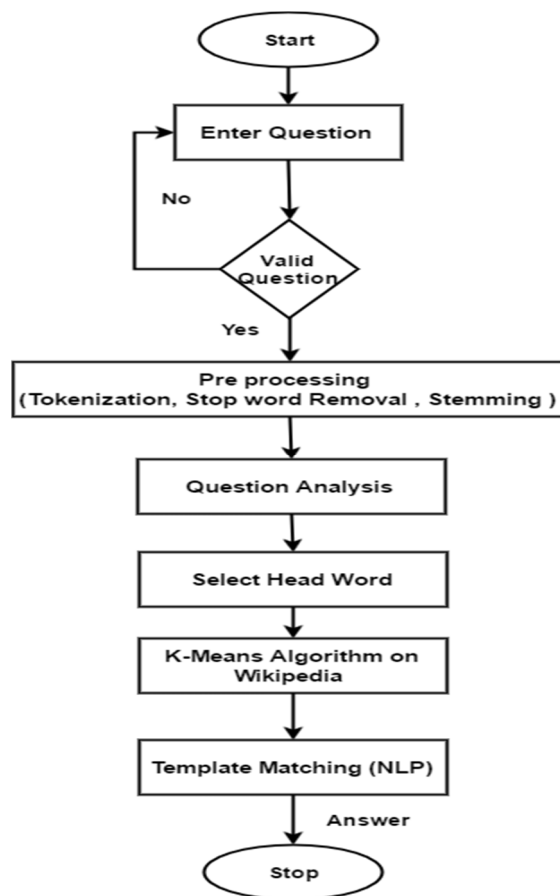 Start
Enter Question
No
Valid
Question
Yes
Pre processing
(Tokenization, Stop word Removal , Stemming )
Question Analysis
Select Head Word
K-Means Algorithm on
Wikipedia
Template Matching (NLP)
Answer
Stop